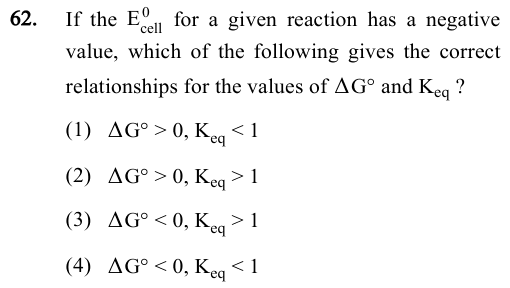 62. If the E⁰cell for a given reaction has a negative
value, which of the following gives the correct
relationships for the values of ΔG° and Keq ?
(1) ΔG° > 0, Keq < 1
(2) ΔG° > 0, Keq > 1
(3) ΔG° < 0, Keq > 1
(4) ΔG° < 0, Keq < 1